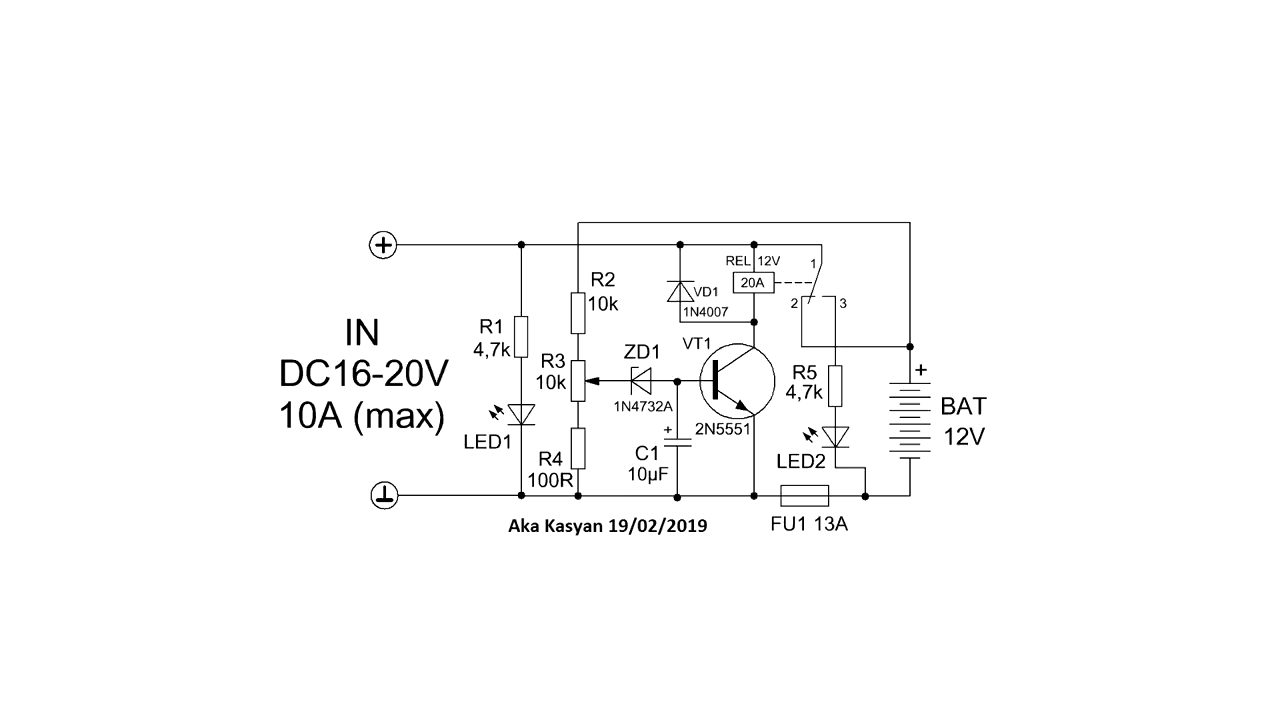 IN
DC16-20V
10A (max)
R1
4,7k
LED1
R2
10k
R3
10k
R4
100R
ZD1
1N4732A
C1
+
10µF
VD1
1N4007
REL 12V
20A
VT1
2N5551
1
2
3
R5
4,7k
LED2
FU1 13A
+
BAT
12V
Aka Kasyan 19/02/2019